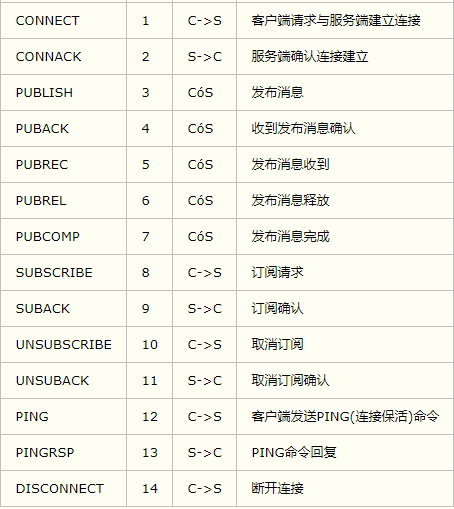 CONNECT 1 C->S 客户端请求与服务端建立连接
CONNACK 2 S->C 服务端确认连接建立
PUBLISH 3 CóS 发布消息
PUBACK 4 CóS 收到发布消息确认
PUBREC 5 CóS 发布消息收到
PUBREL 6 CóS 发布消息释放
PUBCOMP 7 CóS 发布消息完成
SUBSCRIBE 8 C->S 订阅请求
SUBACK 9 S->C 订阅确认
UNSUBSCRIBE 10 C->S 取消订阅
UNSUBACK 11 S->C 取消订阅确认
PING 12 C->S 客户端发送PING(连接保活)命令
PINGRSP 13 S->C PING命令回复
DISCONNECT 14 C->S 断开连接